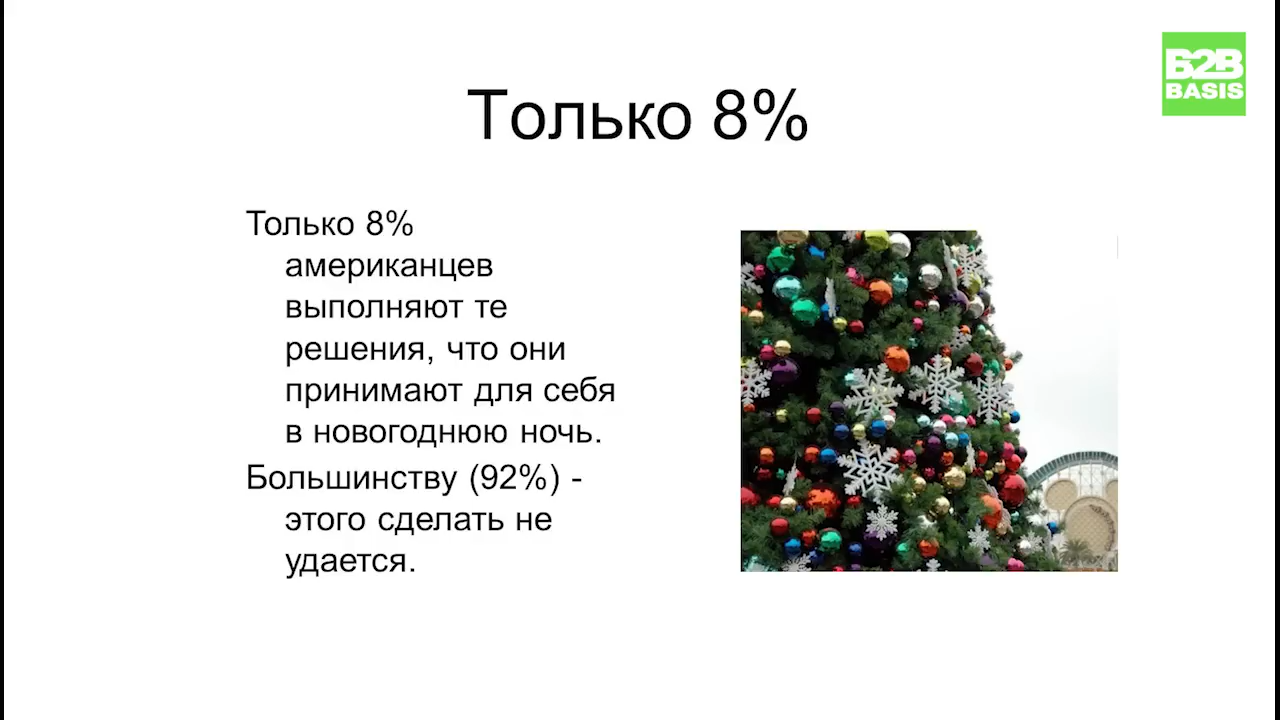 Б2В
BASIS
Только 8%
Только 8%
американцев
выполняют те
решения, что они
принимают для себя
в новогоднюю ночь.
Большинству (92%) -
этого сделать не
удается.